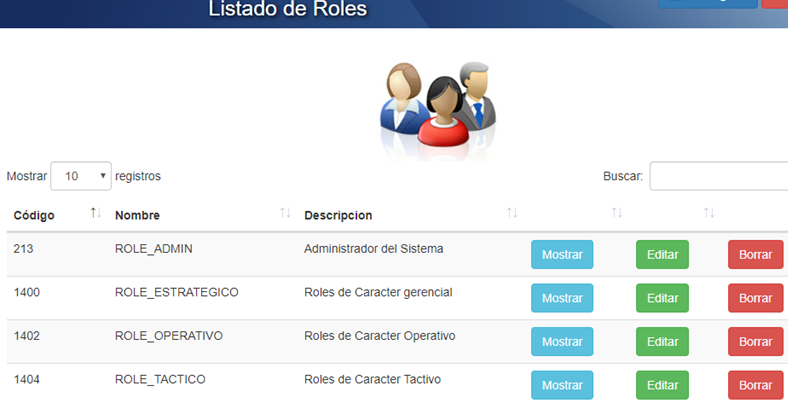 Listado de Roles
Mostrar 10 registros Buscar:
Código Nombre Descripcion
213 ROLE_ADMIN Administrador del Sistema Mostrar Editar Borrar
1400 ROLE_ESTRATEGICO Roles de Caracter gerencial Mostrar Editar Borrar
1402 ROLE_OPERATIVO Roles de Caracter Operativo Mostrar Editar Borrar
1404 ROLE_TACTICO Roles de Caracter Tactivo Mostrar Editar Borrar